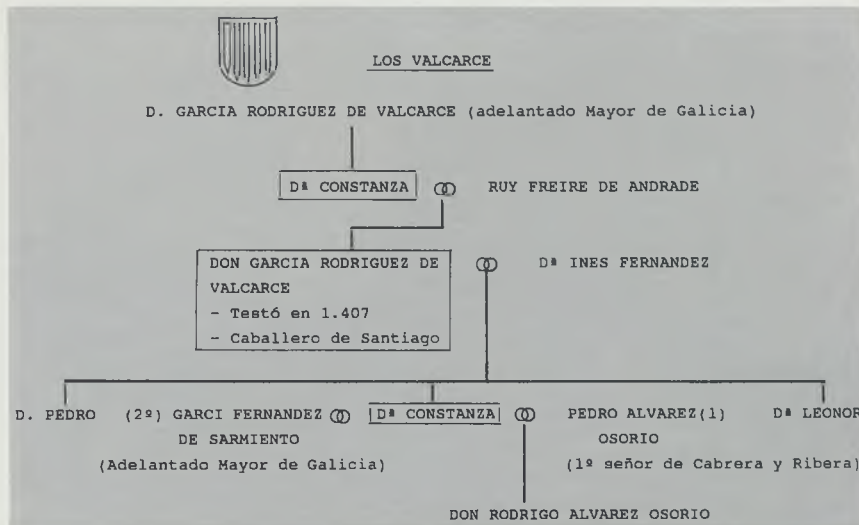 LOS VALCARCE
D. GARCIA RODRIGUEZ DE VALCARCE (adelantado Mayor de Galicia)
Dª CONSTANZA RUY FREIRE DE ANDRADE
DON GARCIA RODRIGUEZ DE
VALCARCE
- Testó en 1.407
- Caballero de Santiago
Dª INES FERNANDEZ
D. PEDRO
(2º) GARCI FERNANDEZ
DE SARMIENTO
(Adelantado Mayor de Galicia)
Dª CONSTANZA
PEDRO ALVAREZ(1)
OSORIO
(1º señor de Cabrera y Ribera)
Dª LEONOR
DON RODRIGO ALVAREZ OSORIO